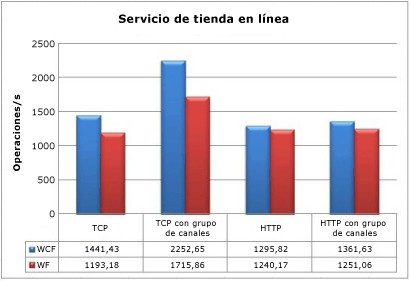 Servicio de tienda en línea
Operaciones/s
2500
2000
1500
1000
500
0
TCP
TCP con grupo de canales
HTTP
HTTP con grupo de canales
WCF 1441,43 2252,65 1295,82 1361,63
WF 1193,18 1715,86 1240,17 1251,06